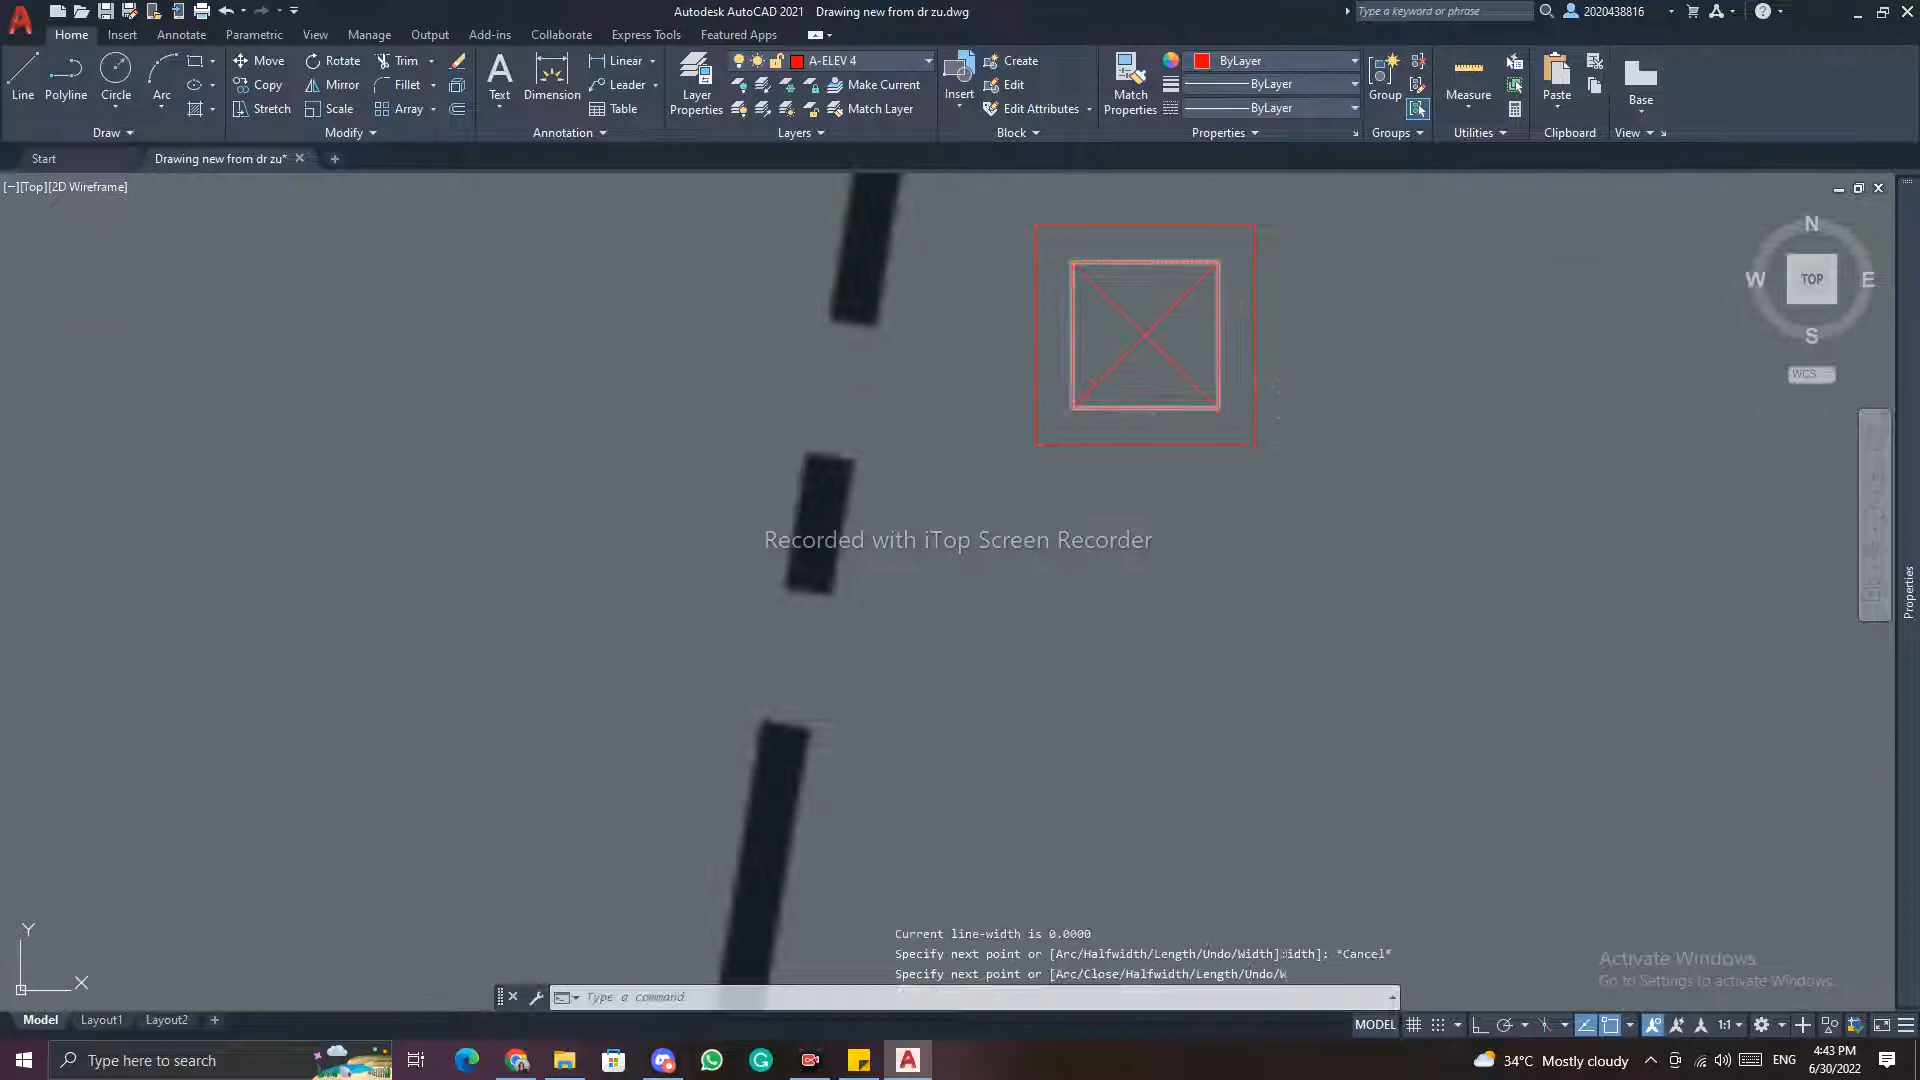 Autodesk AutoCAD 2021 Drawing new from dr zu.dwg
Type a keyword or phrase
2020438816
Home Insert Annotate Parametric View Manage Output Add-ins Collaborate Express Tools Featured Apps
Line Polyline Circle Arc
Move Rotate Trim
Copy Mirror Fillet
Stretch Scale Array
Text Dimension
Linear
Leader
Table
Layer
Properties
A-ELEV 4
Make Current
Match Layer
Insert
Create
Edit
Edit Attributes
Match
Properties
ByLayer
ByLayer
ByLayer
Group
Measure
Paste
Base
Draw Modify Annotation Layers Block Properties Groups Utilities Clipboard View
Start Drawing new from dr zu*
[−][Top][2D Wireframe]
N
W TOP E
S
WCS
Recorded with iTop Screen Recorder
Properties
Y
X
Current line-width is 0.0000
Specify next point or [Arc/Halfwidth/Length/Undo/Width]: *Cancel*
Specify next point or [Arc/Close/Halfwidth/Length/Undo/W
Type a command
Activate Windows
Go to Settings to activate Windows.
Model Layout1 Layout2
MODEL 1:1
Type here to search
34°C Mostly cloudy
ENG
4:43 PM
6/30/2022